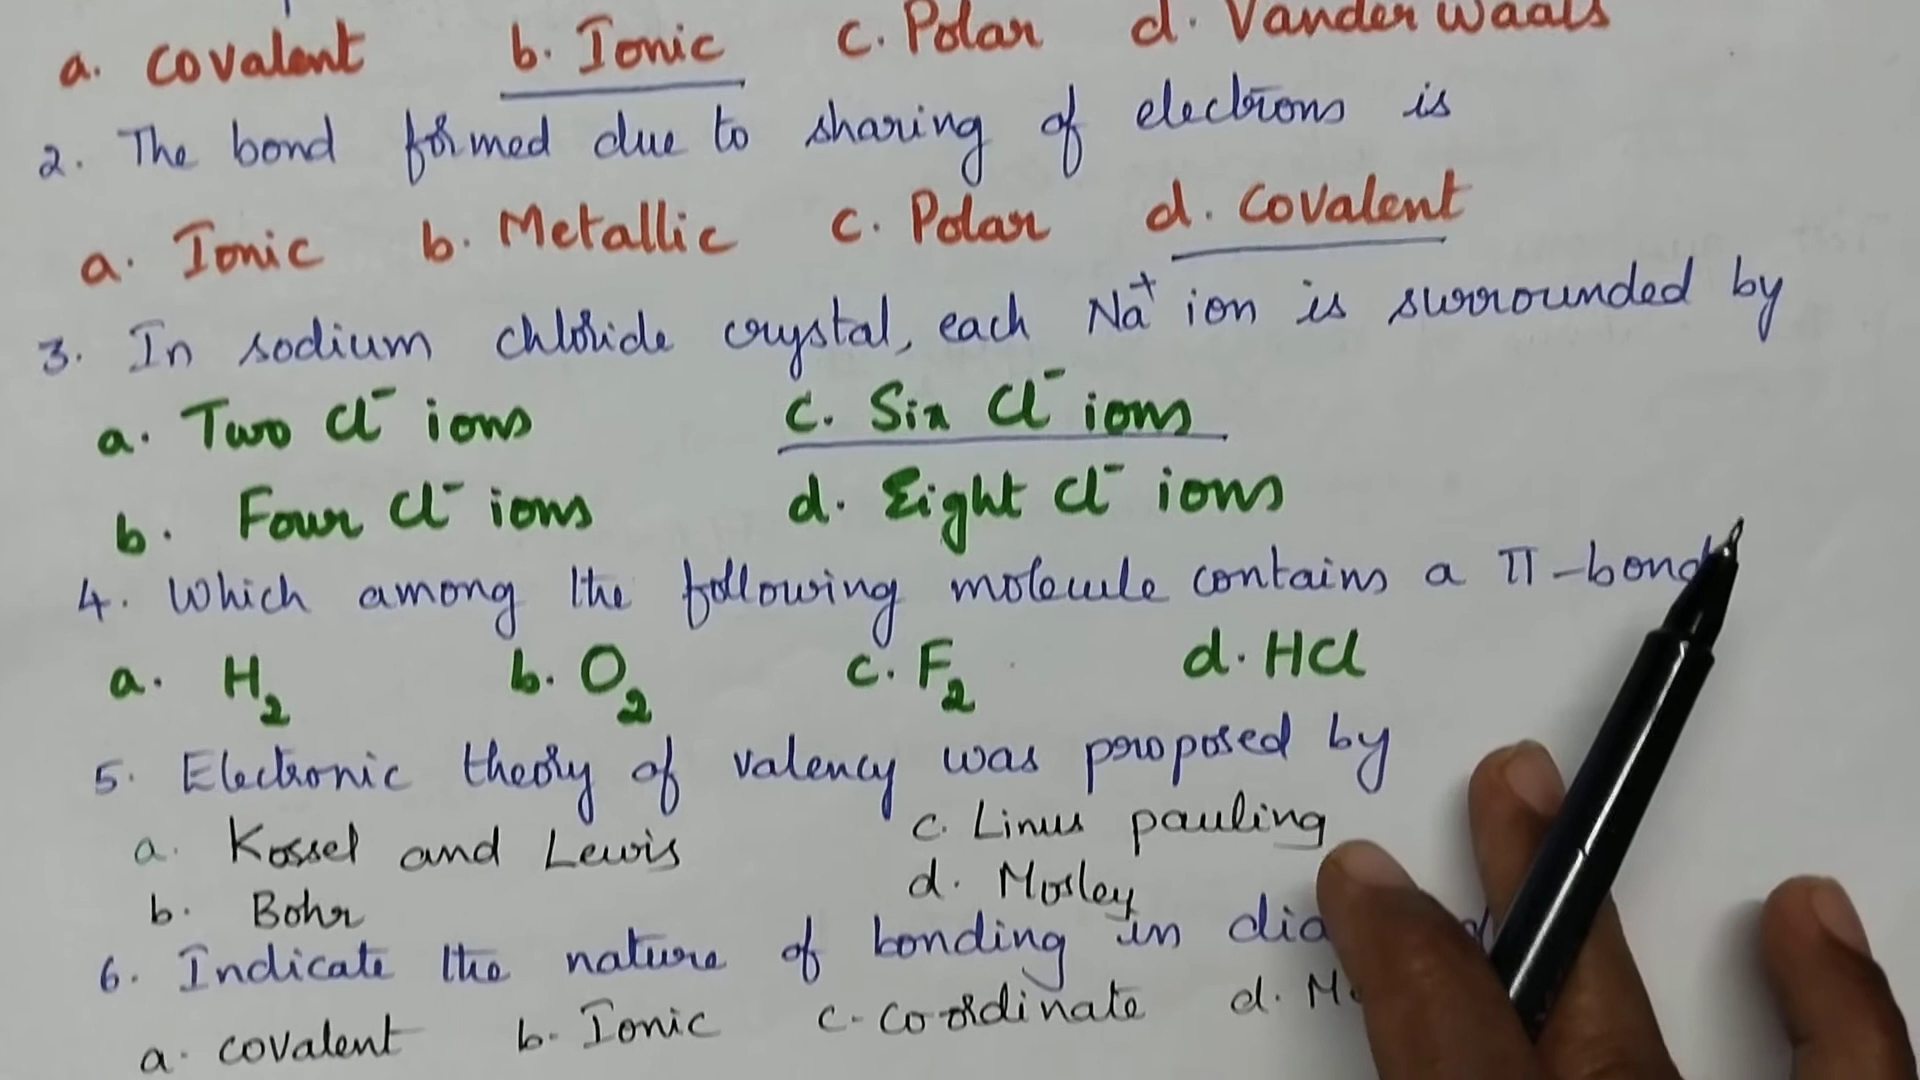 a. covalent b. Ionic c. Polar d. Vander Waals
2. The bond formed due to sharing of electrons is
a. Ionic b. Metallic c. Polar d. covalent
3. In sodium chloride crystal, each Na⁺ ion is surrounded by
a. Two Cl⁻ ions c. Six Cl⁻ ions
b. Four Cl⁻ ions d. Eight Cl⁻ ions
4. Which among the following molecule contains a π-bond
a. H₂ b. O₂ c. F₂ d. HCl
5. Electronic theory of valency was proposed by
a. Kossel and Lewis c. Linus pauling
b. Bohr d. Mosley
6. Indicate the nature of bonding in
a. covalent b. Ionic c. co-ordinate d.